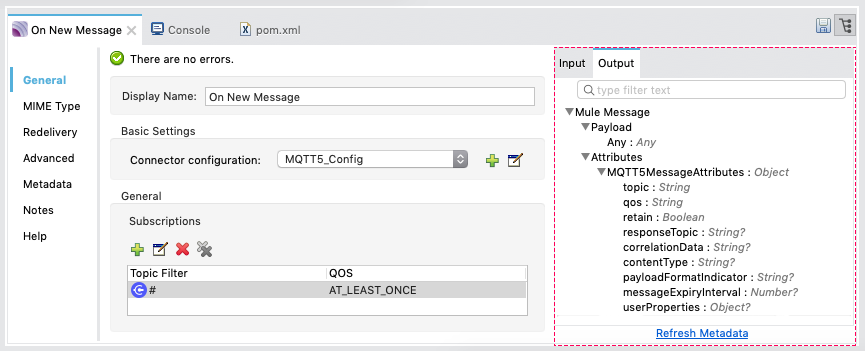 On New Message
Console
pom.xml
There are no errors.
General
MIME Type
Redelivery
Advanced
Metadata
Notes
Help
Display Name: On New Message
Basic Settings
Connector configuration: MQTT5_Config
General
Subscriptions
Topic Filter QOS
# AT_LEAST_ONCE
Input Output
type filter text
Mule Message
Payload
Any : Any
Attributes
MQTT5MessageAttributes : Object
topic : String
qos : String
retain : Boolean
responseTopic : String?
correlationData : String?
contentType : String?
payloadFormatIndicator : String?
messageExpiryInterval : Number?
userProperties : Object?
Refresh Metadata